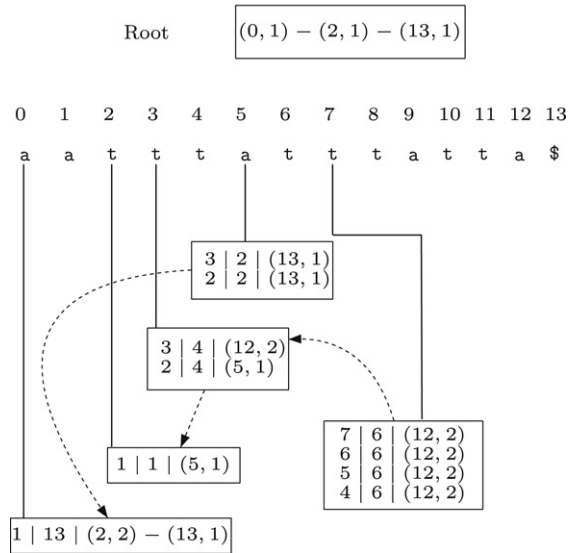 Root (0, 1) − (2, 1) − (13, 1)
0 1 2 3 4 5 6 7 8 9 10 11 12 13
a a t t t a t t t a t t a $
3 | 2 | (13, 1)
2 | 2 | (13, 1)
3 | 4 | (12, 2)
2 | 4 | (5, 1)
7 | 6 | (12, 2)
6 | 6 | (12, 2)
5 | 6 | (12, 2)
4 | 6 | (12, 2)
1 | 1 | (5, 1)
1 | 13 | (2, 2) − (13, 1)